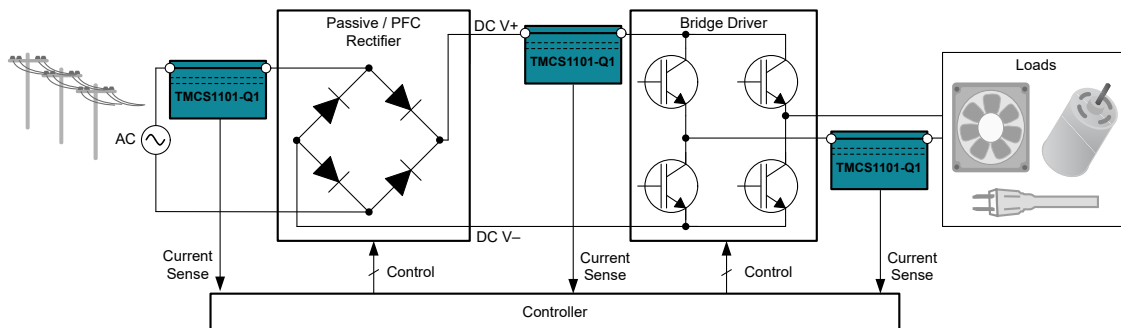 Passive / PFC
Rectifier
DC V+
Bridge Driver
TMCS1101-Q1
TMCS1101-Q1
Loads
AC
TMCS1101-Q1
DC V–
Current
Sense
Control
Current
Sense
Control
Current
Sense
Controller